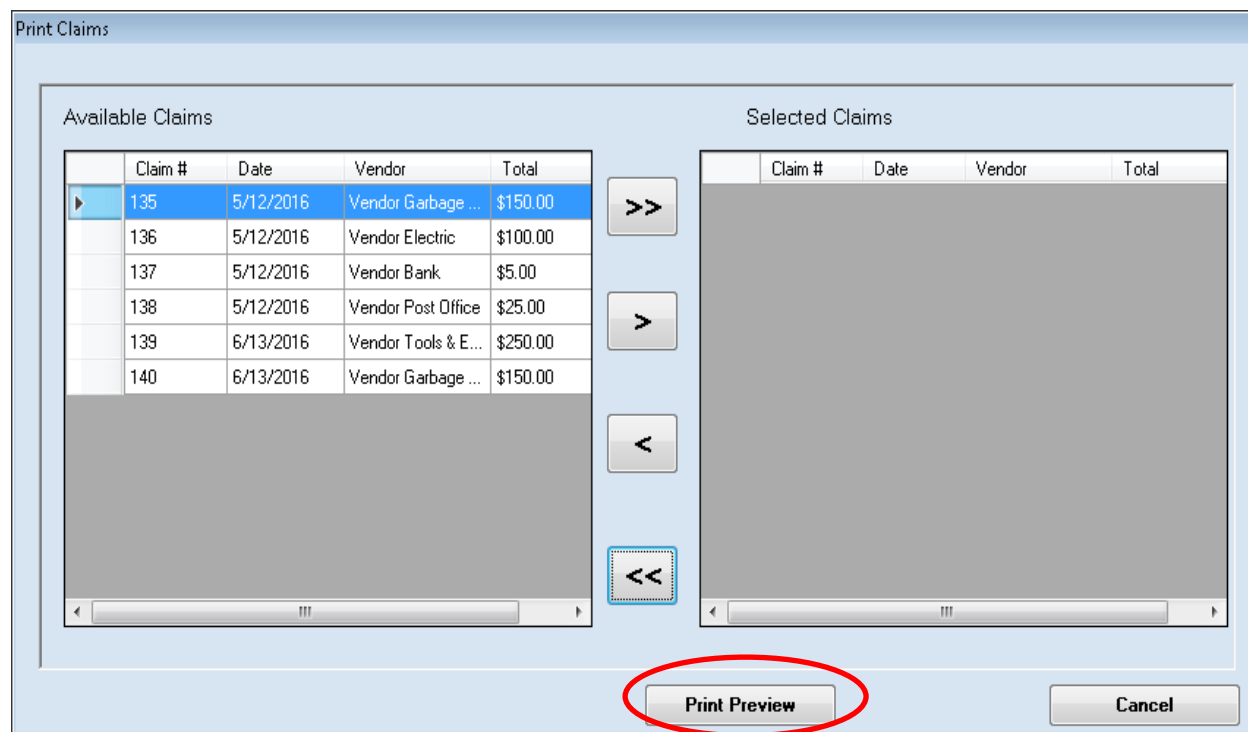 Print Claims
Available Claims
Selected Claims
Claim # Date Vendor Total
135 5/12/2016 Vendor Garbage ... $150.00
136 5/12/2016 Vendor Electric $100.00
137 5/12/2016 Vendor Bank $5.00
138 5/12/2016 Vendor Post Office $25.00
139 6/13/2016 Vendor Tools & E... $250.00
140 6/13/2016 Vendor Garbage ... $150.00
>>
>
<
<<
Claim # Date Vendor Total
Print Preview
Cancel